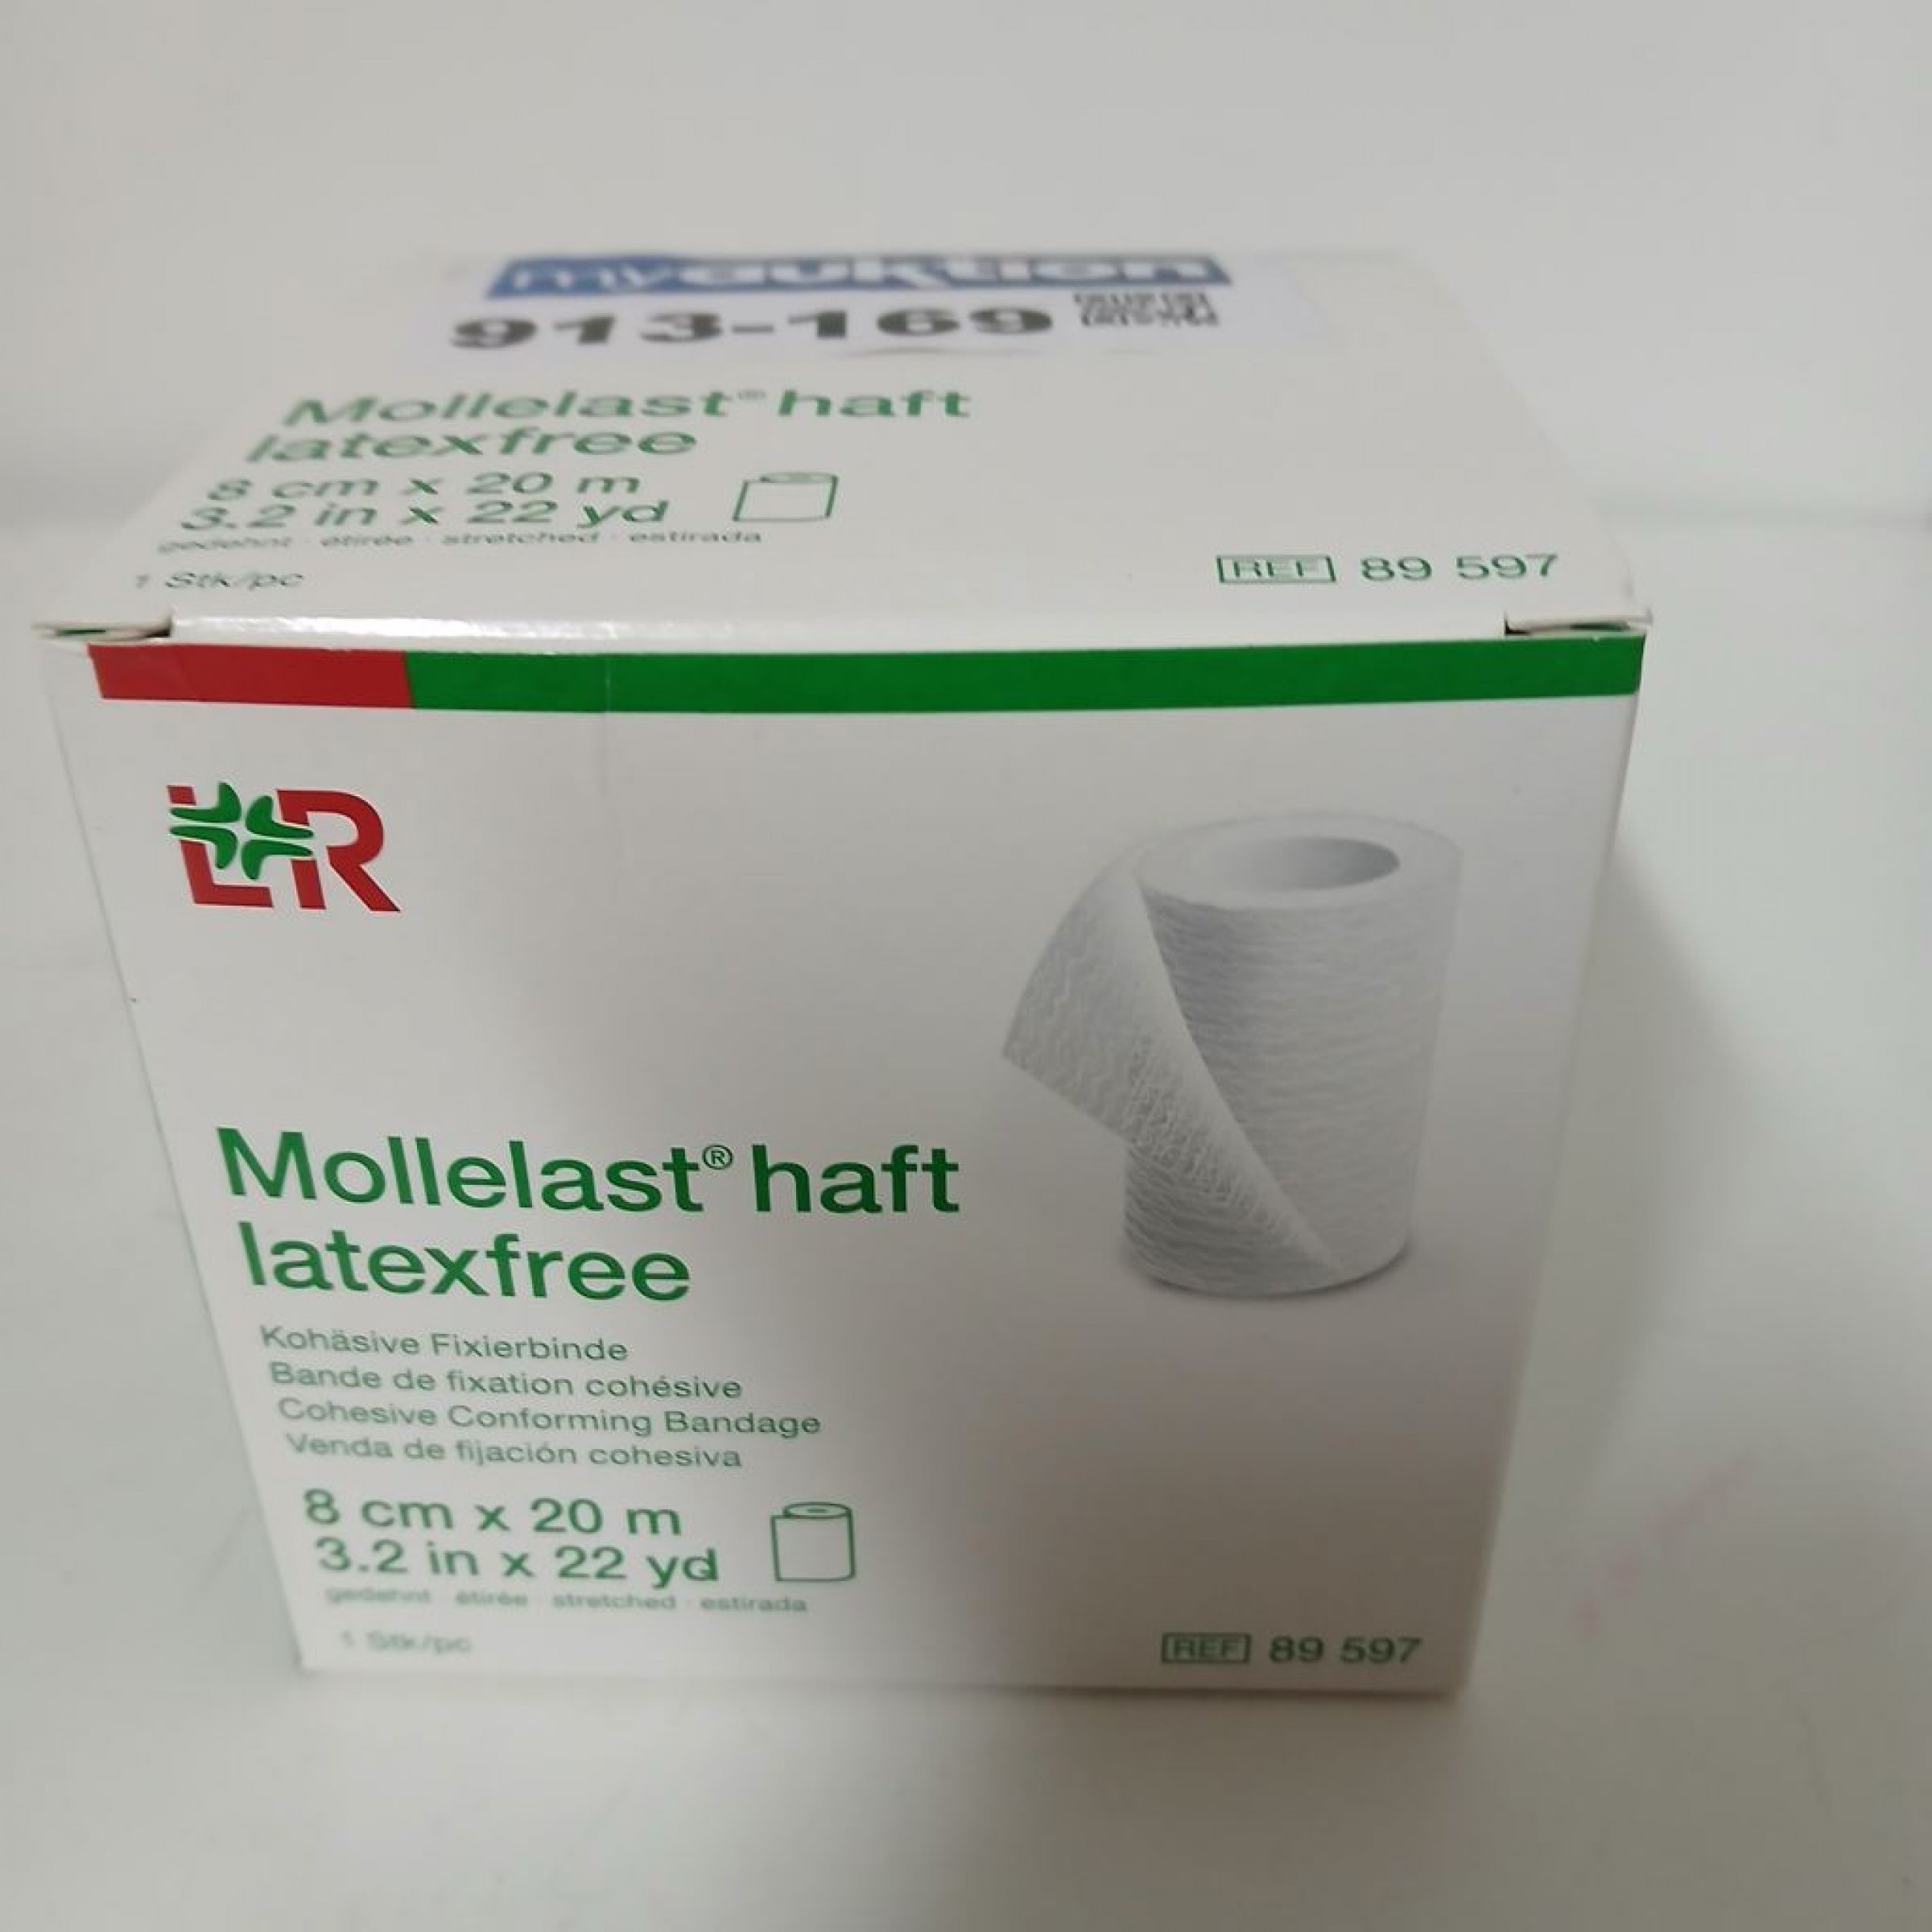 myauktion
913-169
Mollelast® haft
latexfree
8 cm x 20 m
3.2 in x 22 yd
gedehnt · étirée · stretched · estirada
1 Stk/pc
REF 89 597
L&R
Mollelast® haft
latexfree
Kohäsive Fixierbinde
Bande de fixation cohésive
Cohesive Conforming Bandage
Venda de fijación cohesiva
8 cm x 20 m
3.2 in x 22 yd
gedehnt · étirée · stretched · estirada
1 Stk/pc
REF 89 597